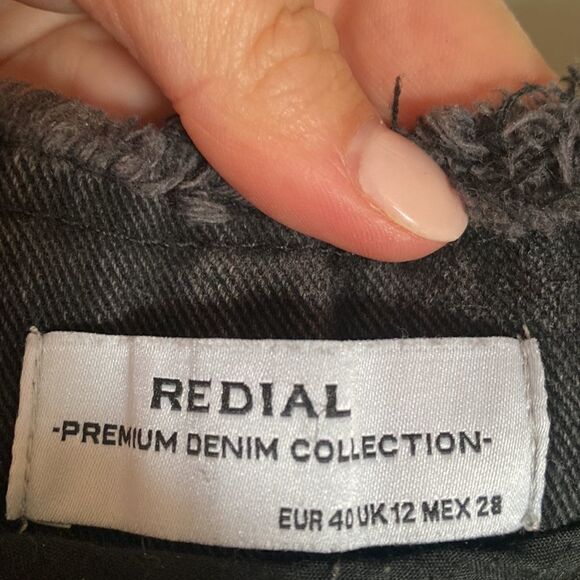 REDIAL
-PREMIUM DENIM COLLECTION-
EUR 40 UK 12 MEX 28